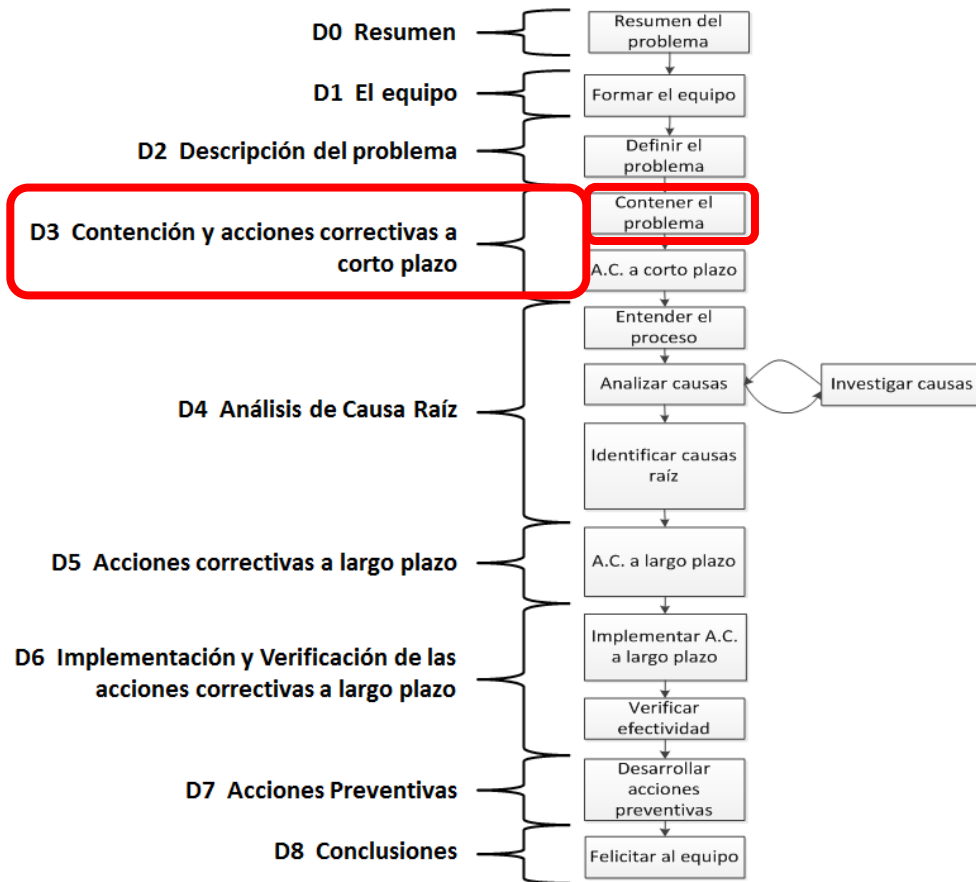 D0 Resumen
Resumen del
problema
D1 El equipo
Formar el equipo
D2 Descripción del problema
Definir el
problema
D3 Contención y acciones correctivas a
corto plazo
Contener el
problema
A.C. a corto plazo
D4 Análisis de Causa Raíz
Entender el
proceso
Analizar causas
Investigar causas
Identificar causas
raíz
D5 Acciones correctivas a largo plazo
A.C. a largo plazo
D6 Implementación y Verificación de las
acciones correctivas a largo plazo
Implementar A.C.
a largo plazo
Verificar
efectividad
D7 Acciones Preventivas
Desarrollar
acciones
preventivas
D8 Conclusiones
Felicitar al equipo